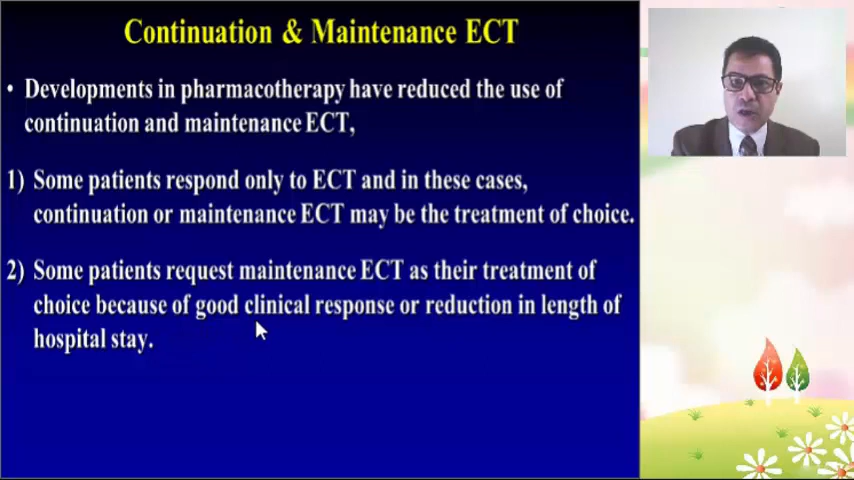 Continuation & Maintenance ECT
• Developments in pharmacotherapy have reduced the use of
continuation and maintenance ECT,
1) Some patients respond only to ECT and in these cases,
continuation or maintenance ECT may be the treatment of choice.
2) Some patients request maintenance ECT as their treatment of
choice because of good clinical response or reduction in length of
hospital stay.